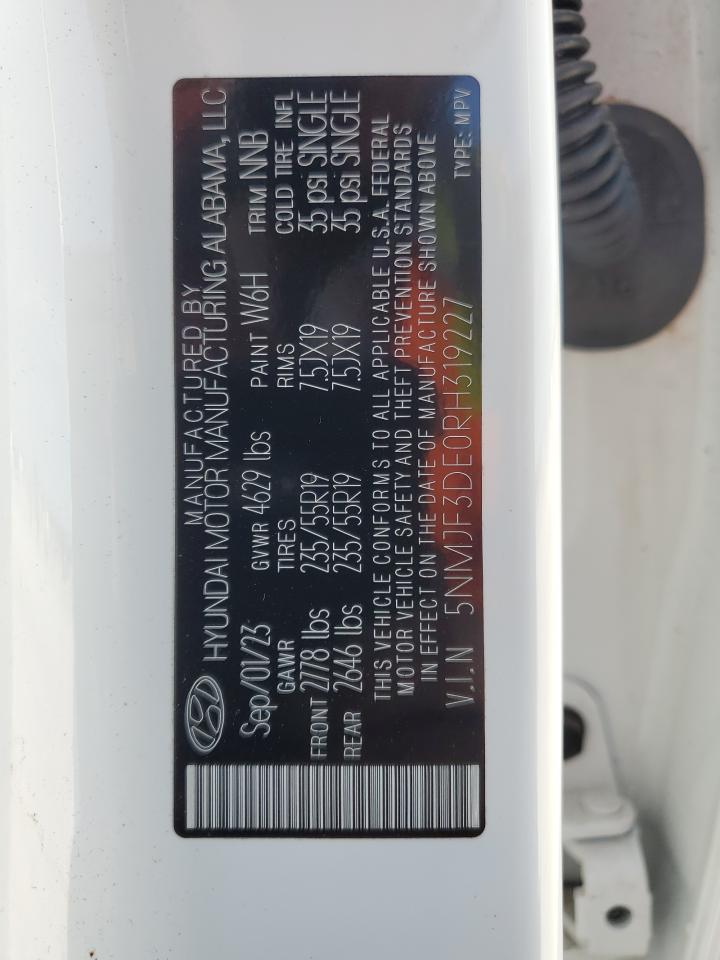 MANUFACTURED BY
HYUNDAI MOTOR MANUFACTURING ALABAMA, LLC
Sep/01/23 GVWR 4629 lbs PAINT W6H TRIM NNB
GAWR TIRES RIMS COLD TIRE INFL
FRONT 2778 lbs 235/55R19 7.5JX19 35 psi SINGLE
REAR 2646 lbs 235/55R19 7.5JX19 35 psi SINGLE
THIS VEHICLE CONFORMS TO ALL APPLICABLE U.S.A. FEDERAL
MOTOR VEHICLE SAFETY AND THEFT PREVENTION STANDARDS
IN EFFECT ON THE DATE OF MANUFACTURE SHOWN ABOVE
V.I.N 5NMJF3DE0RH319227 TYPE: MPV